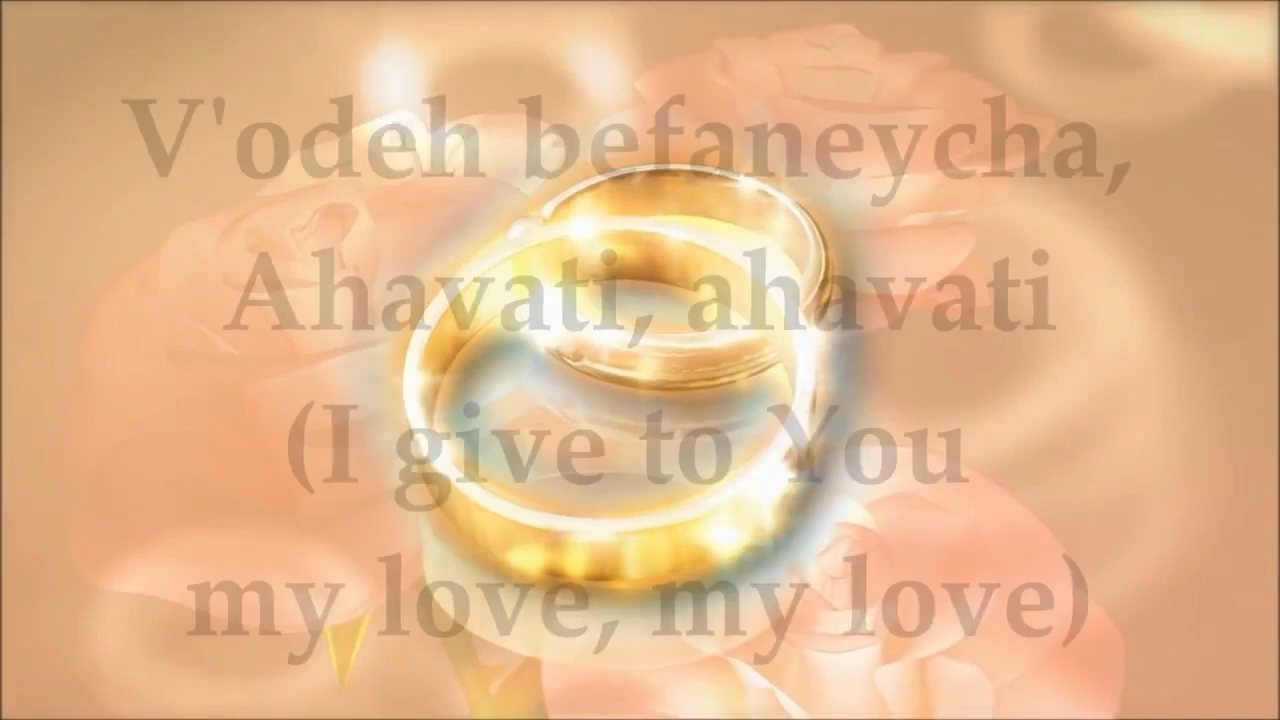 V'odeh befaneycha,
Ahavati, ahavati
(I give to You
my love, my love)